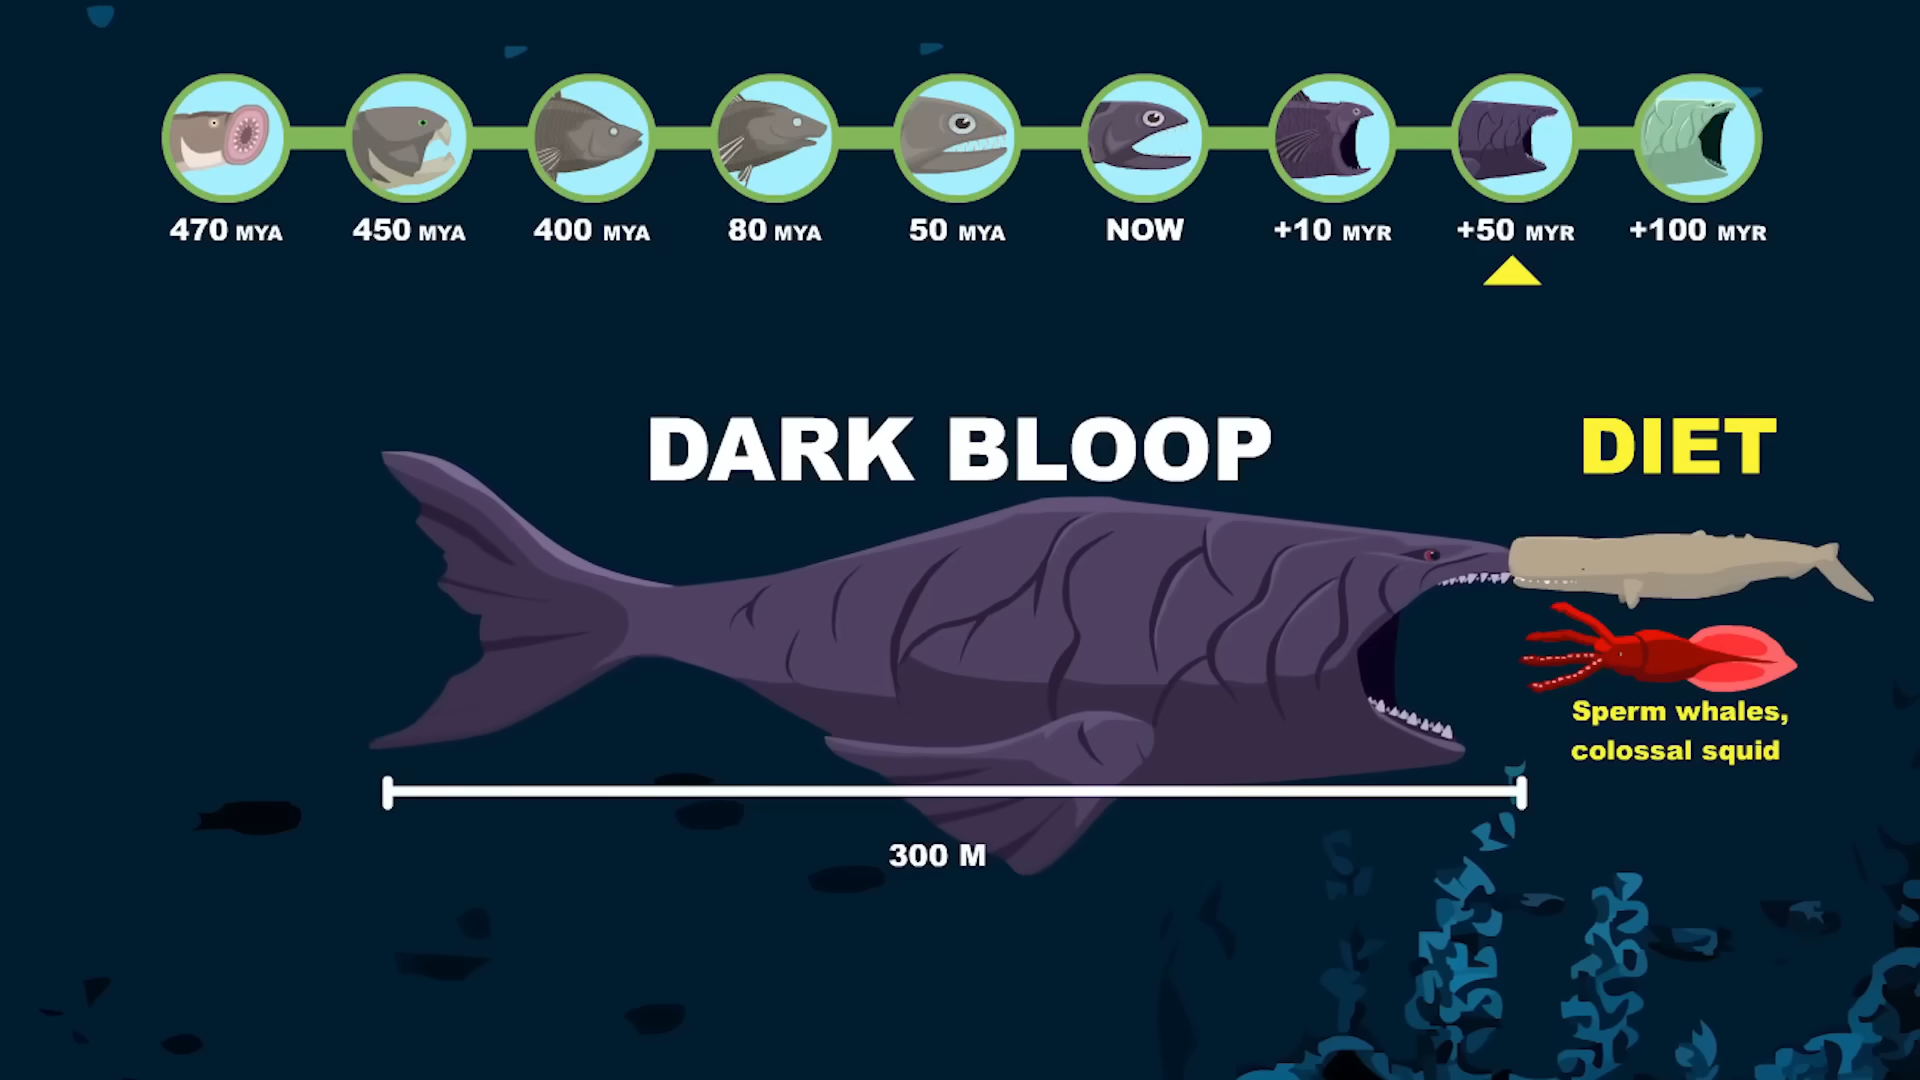 470 MYA
450 MYA
400 MYA
80 MYA
50 MYA
NOW
+10 MYR
+50 MYR
+100 MYR
DARK BLOOP
DIET
Sperm whales,
colossal squid
300 M